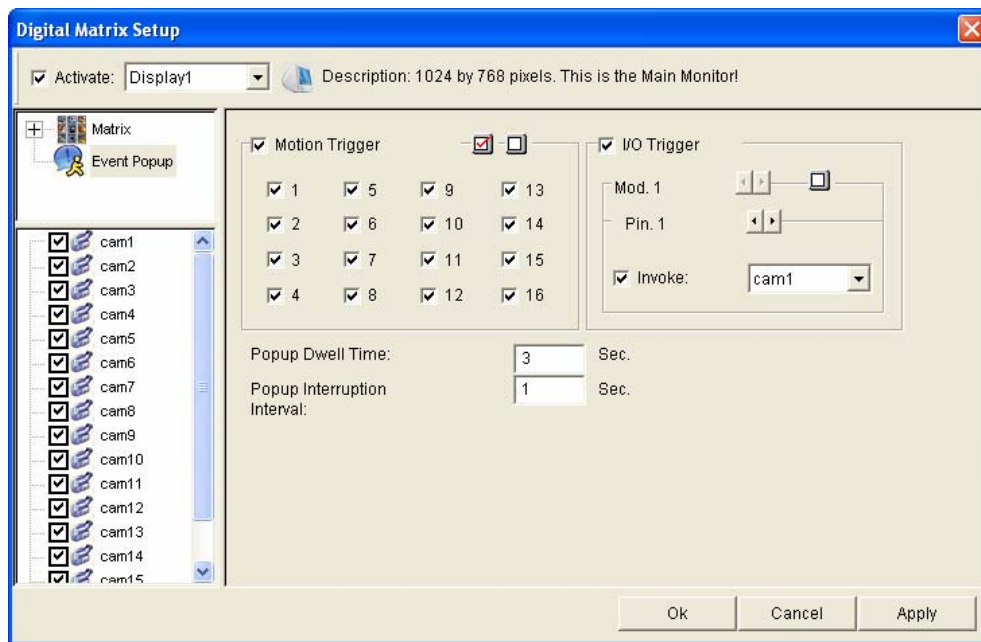 Digital Matrix Setup
Activate: Display1 Description: 1024 by 768 pixels. This is the Main Monitor!
Matrix
Event Popup
cam1
cam2
cam3
cam4
cam5
cam6
cam7
cam8
cam9
cam10
cam11
cam12
cam13
cam14
cam15
Motion Trigger
1 5 9 13
2 6 10 14
3 7 11 15
4 8 12 16
I/O Trigger
Mod. 1
Pin. 1
Invoke: cam1
Popup Dwell Time: 3 Sec.
Popup Interruption Interval: 1 Sec.
Ok Cancel Apply